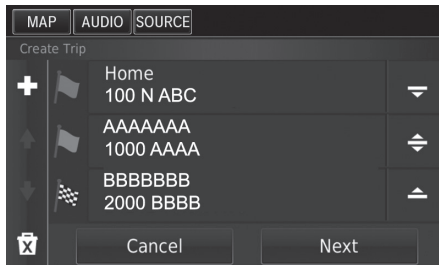 MAP AUDIO SOURCE
Create Trip
Home
100 N ABC
AAAAAAA
1000 AAAA
BBBBBBB
2000 BBBB
Cancel Next